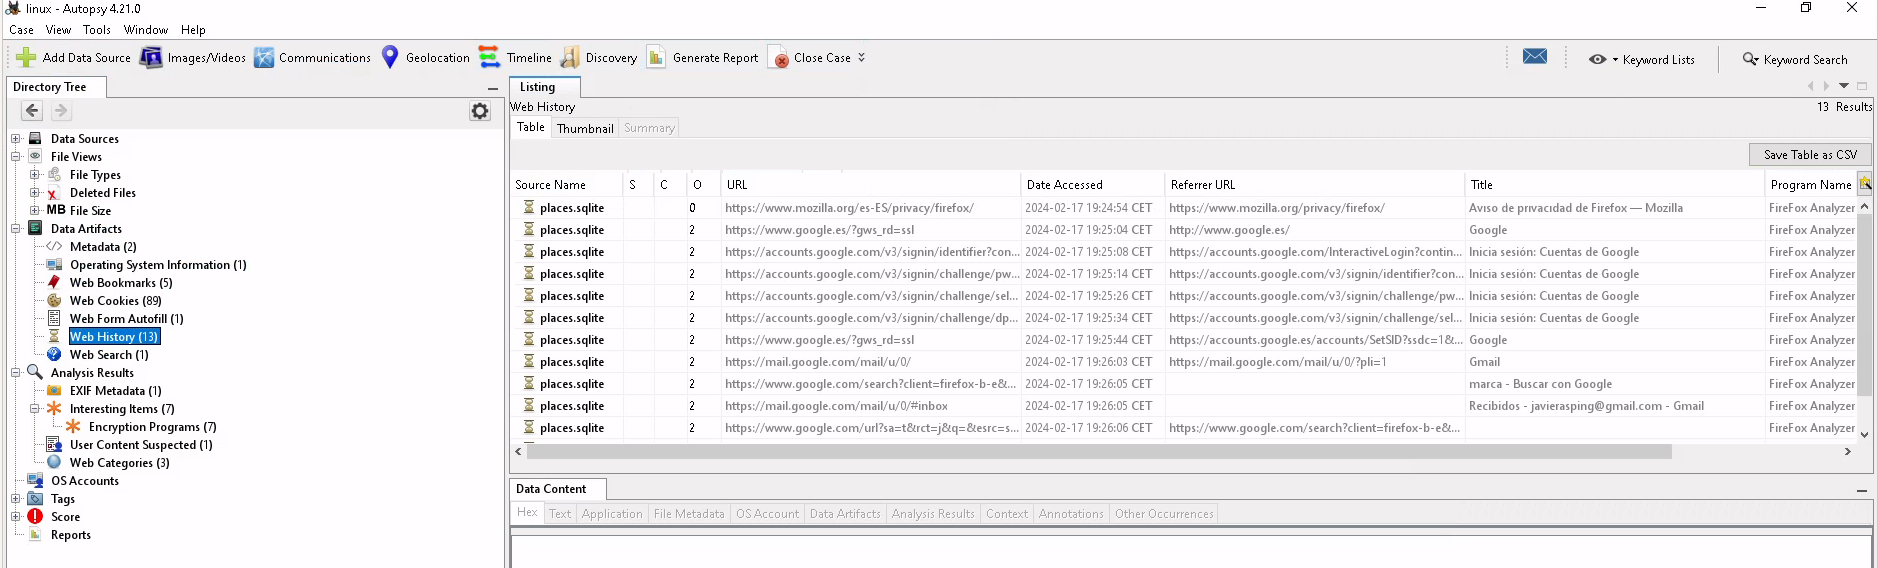 linux - Autopsy 4.21.0
Case View Tools Window Help
Add Data Source Images/Videos Communications Geolocation Timeline Discovery Generate Report Close Case Keyword Lists Keyword Search
Directory Tree
Data Sources
File Views
File Types
Deleted Files
MB File Size
Data Artifacts
Metadata (2)
Operating System Information (1)
Web Bookmarks (5)
Web Cookies (89)
Web Form Autofill (1)
Web History (13)
Web Search (1)
Analysis Results
EXIF Metadata (1)
Interesting Items (7)
Encryption Programs (7)
User Content Suspected (1)
Web Categories (3)
OS Accounts
Tags
Score
Reports
Listing
Web History 13 Results
Table Thumbnail Summary
Save Table as CSV
Source Name S C O URL Date Accessed Referrer URL Title Program Name
places.sqlite 0 https://www.mozilla.org/es-ES/privacy/firefox/ 2024-02-17 19:24:54 CET https://www.mozilla.org/privacy/firefox/ Aviso de privacidad de Firefox — Mozilla FireFox Analyzer
places.sqlite 2 https://www.google.es/?gws_rd=ssl 2024-02-17 19:25:04 CET http://www.google.es/ Google FireFox Analyzer
places.sqlite 2 https://accounts.google.com/v3/signin/identifier?con... 2024-02-17 19:25:08 CET https://accounts.google.com/InteractiveLogin?contin... Inicia sesión: Cuentas de Google FireFox Analyzer
places.sqlite 2 https://accounts.google.com/v3/signin/challenge/pw... 2024-02-17 19:25:14 CET https://accounts.google.com/v3/signin/identifier?con... Inicia sesión: Cuentas de Google FireFox Analyzer
places.sqlite 2 https://accounts.google.com/v3/signin/challenge/sel... 2024-02-17 19:25:26 CET https://accounts.google.com/v3/signin/challenge/pw... Inicia sesión: Cuentas de Google FireFox Analyzer
places.sqlite 2 https://accounts.google.com/v3/signin/challenge/dp... 2024-02-17 19:25:34 CET https://accounts.google.com/v3/signin/challenge/sel... Inicia sesión: Cuentas de Google FireFox Analyzer
places.sqlite 2 https://www.google.es/?gws_rd=ssl 2024-02-17 19:25:44 CET https://accounts.google.es/accounts/SetSID?ssdc=1&... Google FireFox Analyzer
places.sqlite 2 https://mail.google.com/mail/u/0/ 2024-02-17 19:26:03 CET https://mail.google.com/mail/u/0/?pli=1 Gmail FireFox Analyzer
places.sqlite 2 https://www.google.com/search?client=firefox-b-e&... 2024-02-17 19:26:05 CET marca - Buscar con Google FireFox Analyzer
places.sqlite 2 https://mail.google.com/mail/u/0/#inbox 2024-02-17 19:26:05 CET Recibidos - javierasping@gmail.com - Gmail FireFox Analyzer
places.sqlite 2 https://www.google.com/url?sa=t&rct=j&q=&esrc=s... 2024-02-17 19:26:06 CET https://www.google.com/search?client=firefox-b-e&... FireFox Analyzer
Data Content
Hex Text Application File Metadata OS Account Data Artifacts Analysis Results Context Annotations Other Occurrences